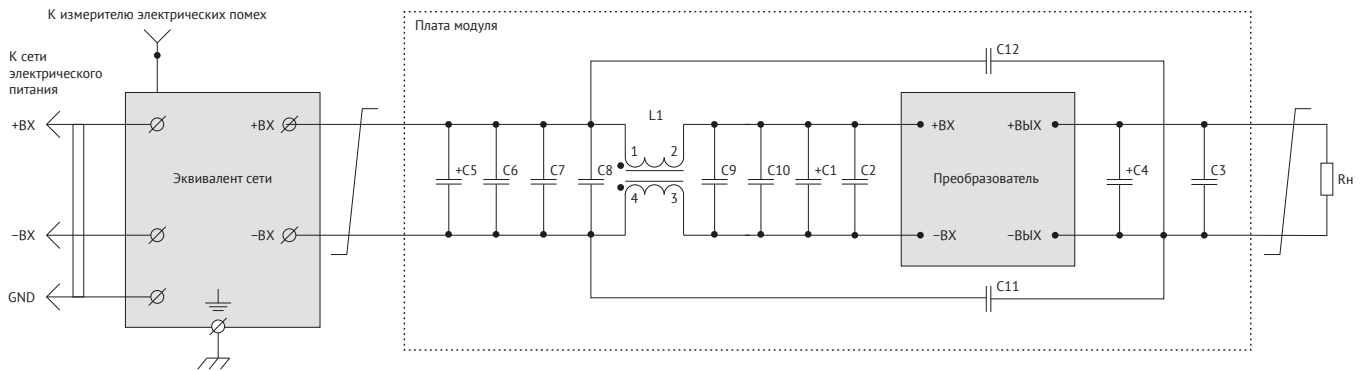 К измерителю электрических помех
Плата модуля
К сети
электрического
питания
C12
+ВХ
+ВХ
L1
+ВХ
+ВЫХ
1
2
Эквивалент сети
+C5
C6
C7
C8
C9
C10
+C1
C2
Преобразователь
+C4
C3
Rн
4
3
−ВХ
−ВХ
−ВХ
−ВЫХ
GND
C11